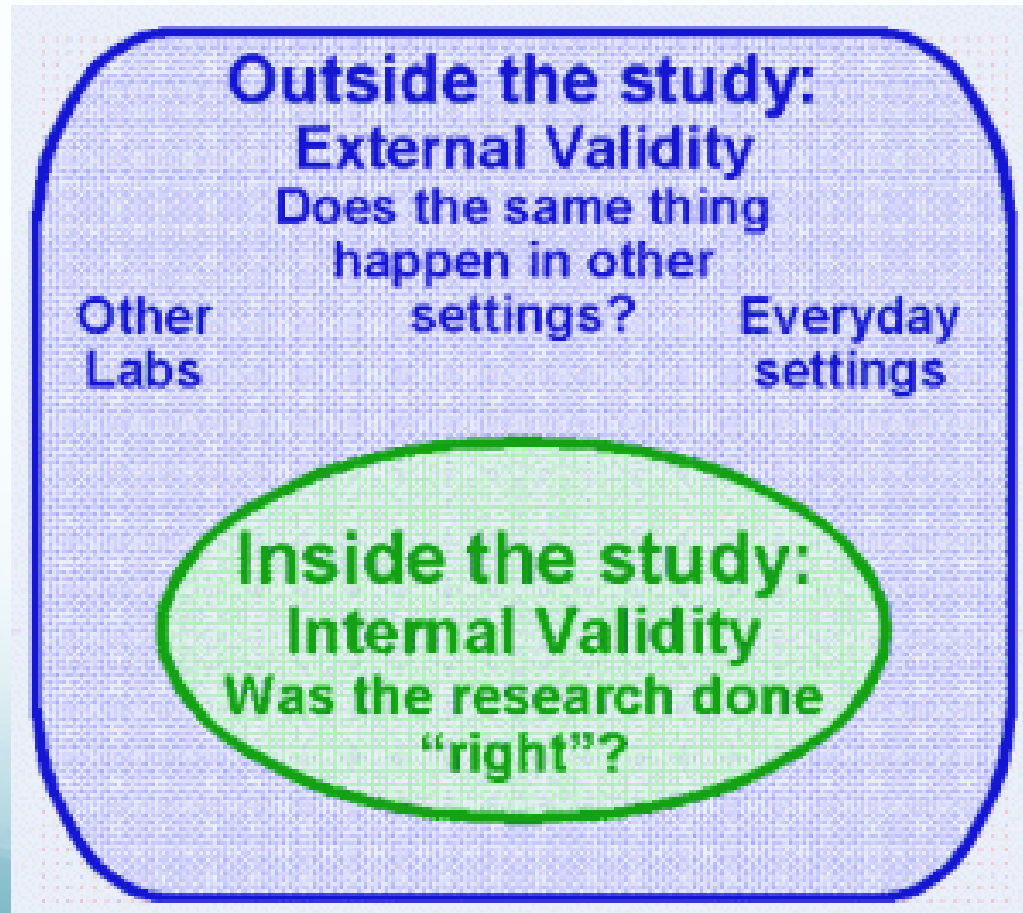 Outside the study:
External Validity
Does the same thing
happen in other
settings?
Other
Labs
Everyday
settings
Inside the study:
Internal Validity
Was the research done
“right”?